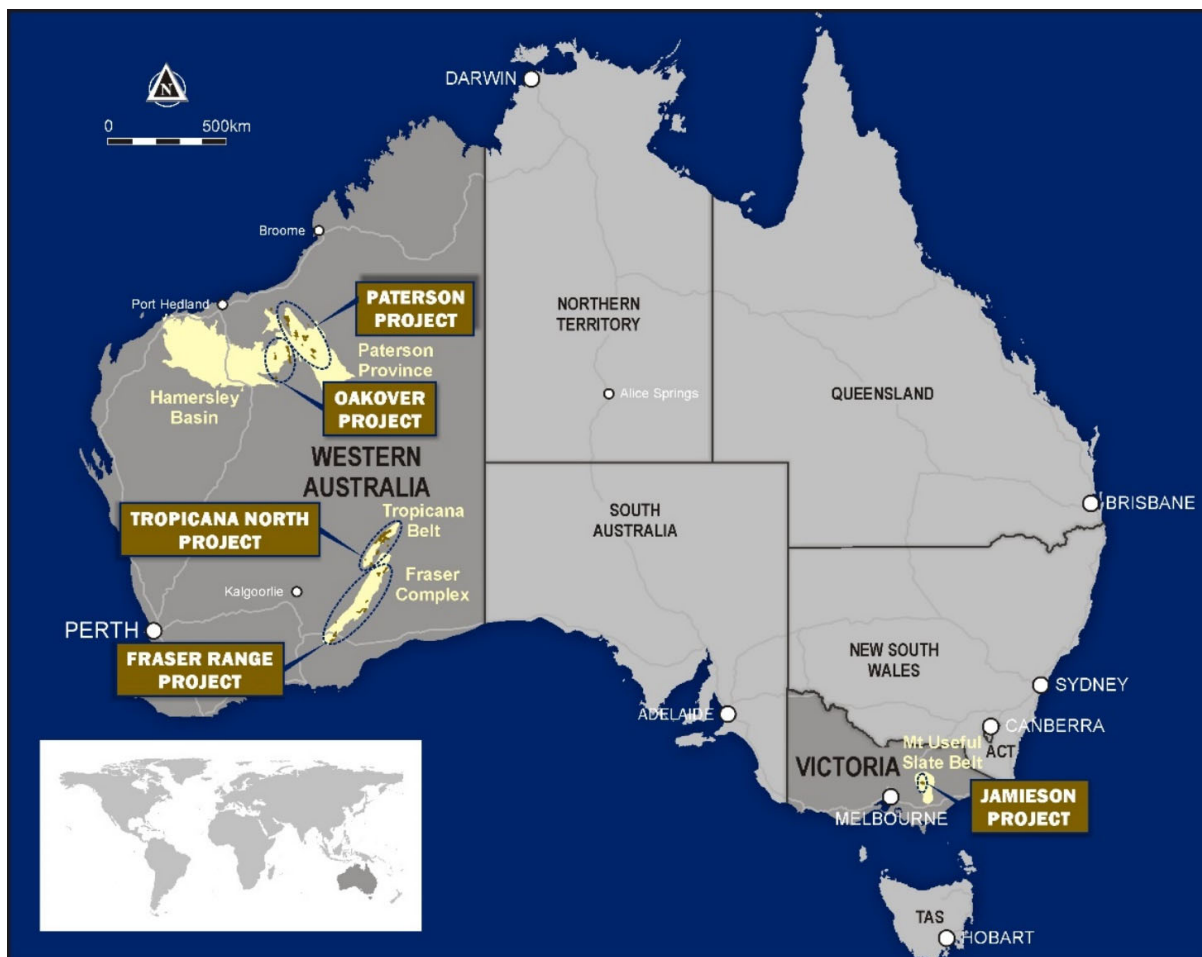 DARWIN
N
0 500km
Broome
Port Hedland
PATERSON
PROJECT
NORTHERN
TERRITORY
Paterson
Province
Hamersley
Basin
OAKOVER
PROJECT
Alice Springs
QUEENSLAND
WESTERN
AUSTRALIA
TROPICANA NORTH
PROJECT
Tropicana
Belt
SOUTH
AUSTRALIA
BRISBANE
Kalgoorlie
Fraser
Complex
PERTH
FRASER RANGE
PROJECT
NEW SOUTH
WALES
SYDNEY
ADELAIDE
CANBERRA
ACT
VICTORIA
Mt Useful
Slate Belt
MELBOURNE
JAMIESON
PROJECT
TAS
HOBART